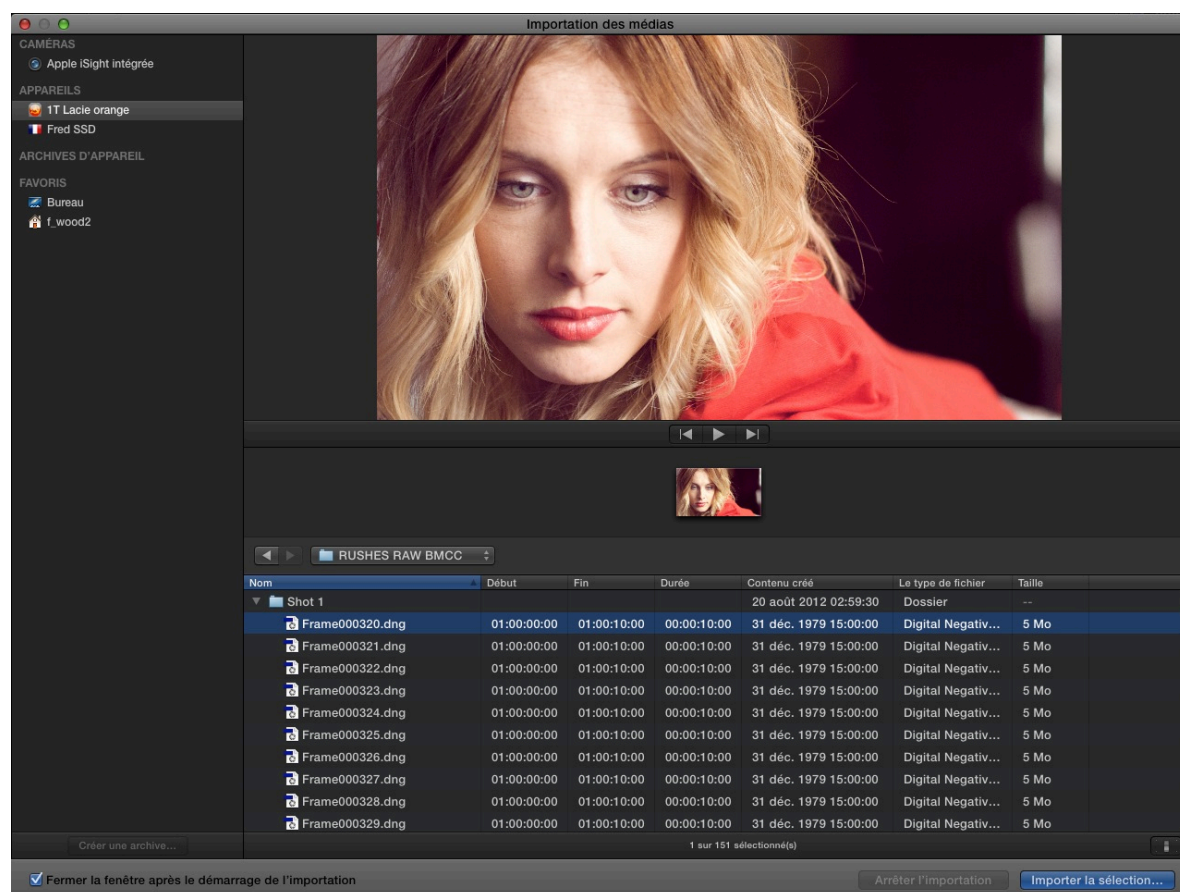 Importation des médias
CAMÉRAS
Apple iSight intégrée
APPAREILS
1T Lacie orange
Fred SSD
ARCHIVES D'APPAREIL
FAVORIS
Bureau
f_wood2
RUSHES RAW BMCC
Nom Début Fin Durée Contenu créé Le type de fichier Taille
Shot 1 20 août 2012 02:59:30 Dossier --
Frame000320.dng 01:00:00:00 01:00:10:00 00:00:10:00 31 déc. 1979 15:00:00 Digital Negativ... 5 Mo
Frame000321.dng 01:00:00:00 01:00:10:00 00:00:10:00 31 déc. 1979 15:00:00 Digital Negativ... 5 Mo
Frame000322.dng 01:00:00:00 01:00:10:00 00:00:10:00 31 déc. 1979 15:00:00 Digital Negativ... 5 Mo
Frame000323.dng 01:00:00:00 01:00:10:00 00:00:10:00 31 déc. 1979 15:00:00 Digital Negativ... 5 Mo
Frame000324.dng 01:00:00:00 01:00:10:00 00:00:10:00 31 déc. 1979 15:00:00 Digital Negativ... 5 Mo
Frame000325.dng 01:00:00:00 01:00:10:00 00:00:10:00 31 déc. 1979 15:00:00 Digital Negativ... 5 Mo
Frame000326.dng 01:00:00:00 01:00:10:00 00:00:10:00 31 déc. 1979 15:00:00 Digital Negativ... 5 Mo
Frame000327.dng 01:00:00:00 01:00:10:00 00:00:10:00 31 déc. 1979 15:00:00 Digital Negativ... 5 Mo
Frame000328.dng 01:00:00:00 01:00:10:00 00:00:10:00 31 déc. 1979 15:00:00 Digital Negativ... 5 Mo
Frame000329.dng 01:00:00:00 01:00:10:00 00:00:10:00 31 déc. 1979 15:00:00 Digital Negativ... 5 Mo
Créer une archive...
1 sur 151 sélectionné(s)
Fermer la fenêtre après le démarrage de l'importation
Arrêter l'importation
Importer la sélection...